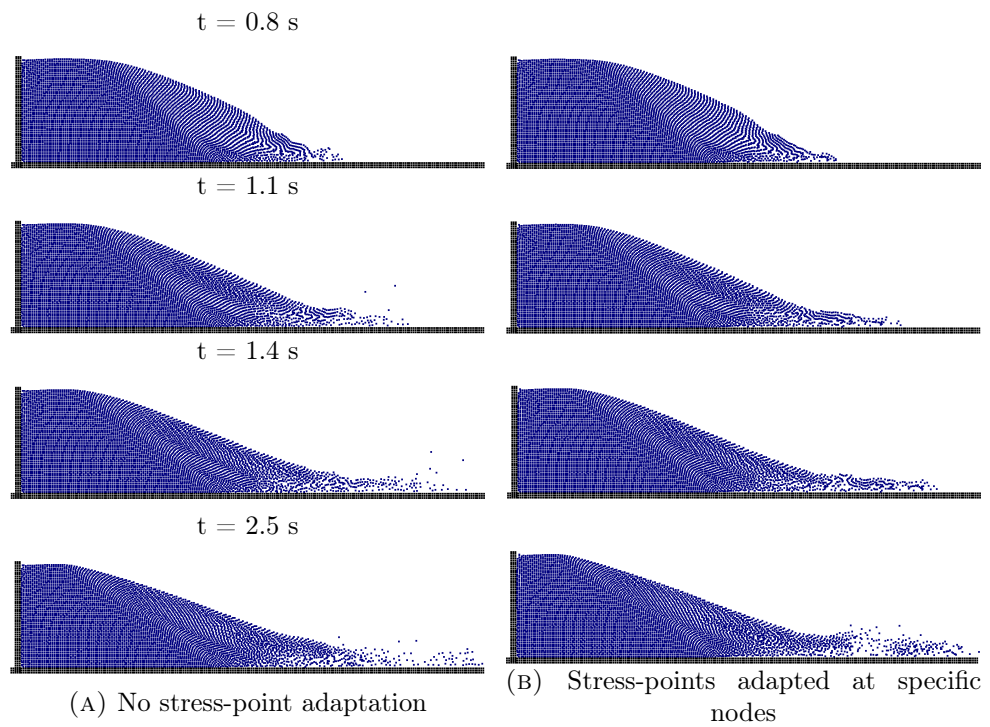 t = 0.8 s
t = 1.1 s
t = 1.4 s
t = 2.5 s
(A) No stress-point adaptation
(B) Stress-points adapted at specific
nodes